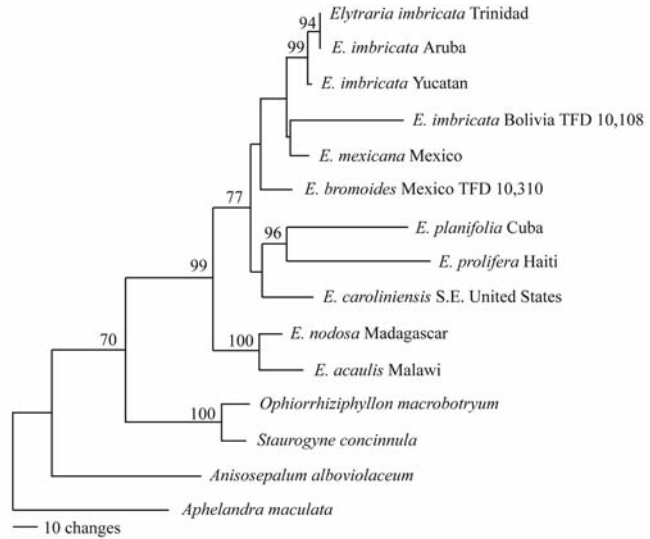 Elytraria imbricata Trinidad
94
E. imbricata Aruba
99
E. imbricata Yucatan
E. imbricata Bolivia TFD 10,108
E. mexicana Mexico
E. bromoides Mexico TFD 10,310
77
E. planifolia Cuba
96
E. prolifera Haiti
99
E. caroliniensis S.E. United States
E. nodosa Madagascar
100
70
E. acaulis Malawi
Ophiorrhiziphyllon macrobotryum
100
Staurogyne concinnula
Anisosepalum alboviolaceum
Aphelandra maculata
10 changes